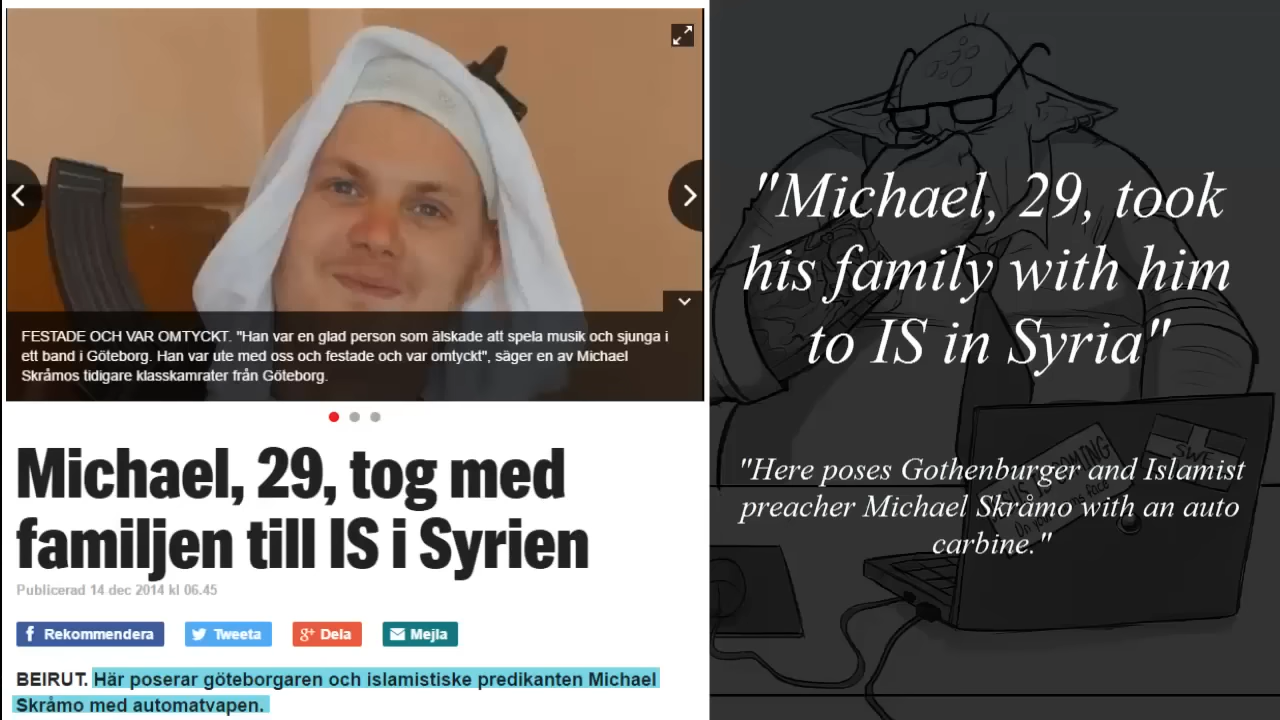 FESTADE OCH VAR OMTYCKT. "Han var en glad person som älskade att spela musik och sjunga i
ett band i Göteborg. Han var ute med oss och festade och var omtyckt", säger en av Michael
Skråmos tidigare klasskamrater från Göteborg.
Michael, 29, tog med
familjen till IS i Syrien
Publicerad 14 dec 2014 kl 06.45
f Rekommendera
Tweeta
g+ Dela
Mejla
BEIRUT. Här poserar göteborgaren och islamistiske predikanten Michael
Skråmo med automatvapen.
"Michael, 29, took
his family with him
to IS in Syria"
"Here poses Gothenburger and Islamist
preacher Michael Skråmo with an auto
carbine."
SWE
IS COMING